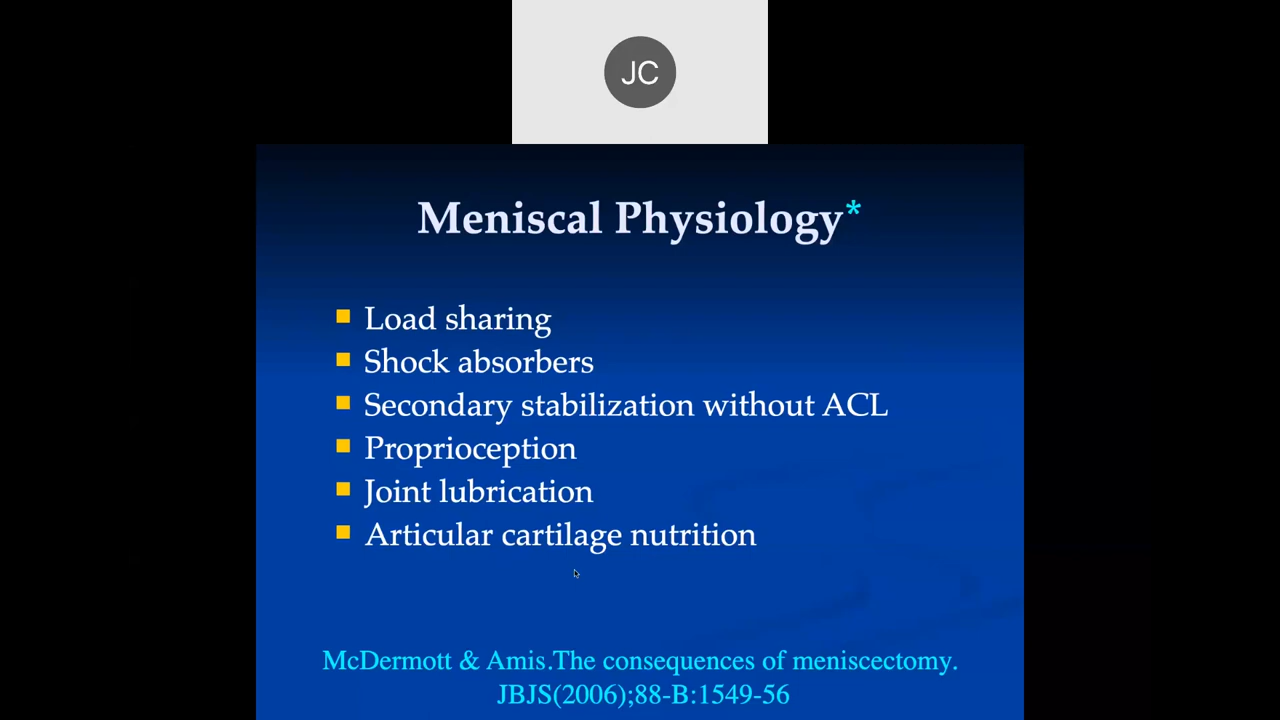 JC
Meniscal Physiology*
Load sharing
Shock absorbers
Secondary stabilization without ACL
Proprioception
Joint lubrication
Articular cartilage nutrition
McDermott & Amis.The consequences of meniscectomy.
JBJS(2006);88-B:1549-56